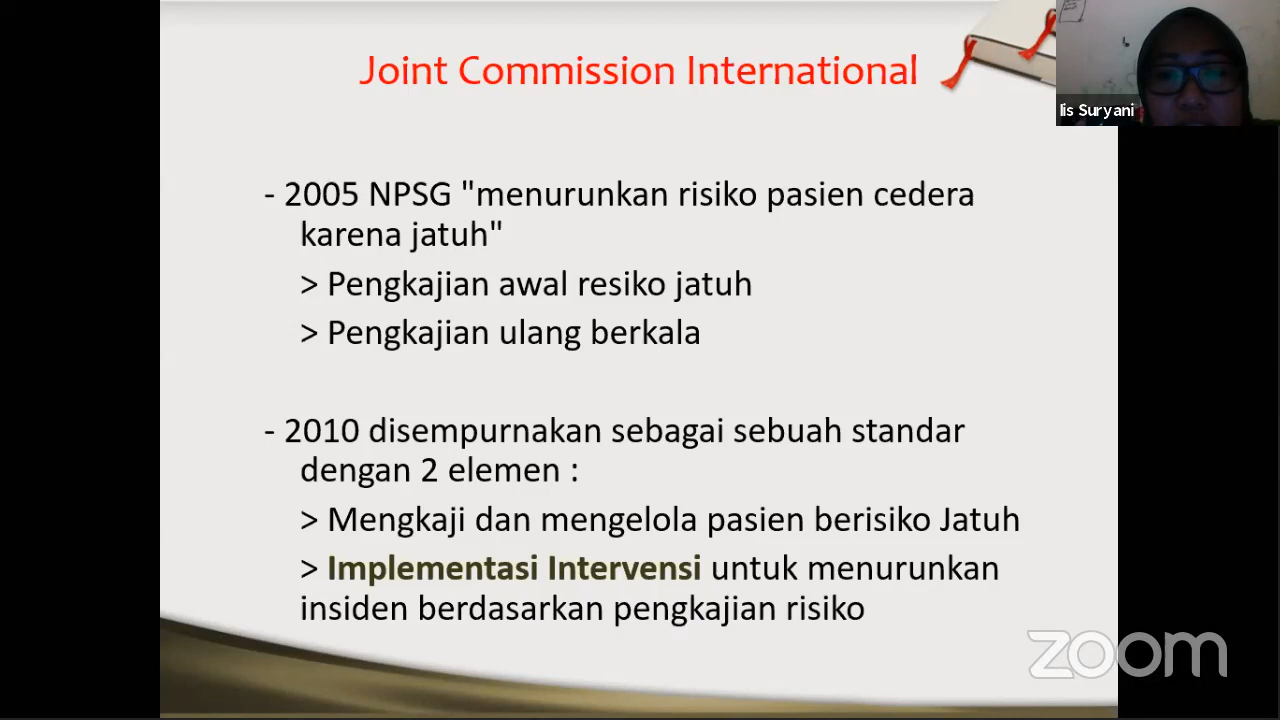 Joint Commission International
Iis Suryani
- 2005 NPSG "menurunkan risiko pasien cedera
karena jatuh"
> Pengkajian awal resiko jatuh
> Pengkajian ulang berkala
- 2010 disempurnakan sebagai sebuah standar
dengan 2 elemen :
> Mengkaji dan mengelola pasien berisiko Jatuh
> Implementasi Intervensi untuk menurunkan
insiden berdasarkan pengkajian risiko
zoom